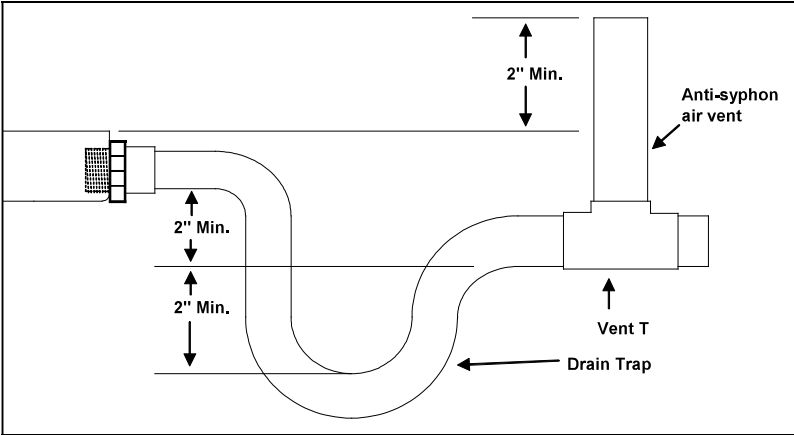 2" Min.
Anti-syphon
air vent
2" Min.
2" Min.
Vent T
Drain Trap